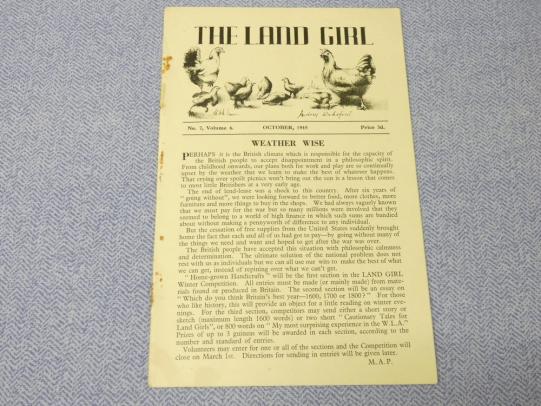 THE LAND GIRL
No. 7, Volume 6.    OCTOBER, 1945    Price 3d.
WEATHER WISE
PERHAPS it is the British climate which is responsible for the capacity of
the British people to accept disappointment in a philosophic spirit.
From childhood onwards, our plans both for work and play are so continually
upset by the weather that we learn to make the best of whatever happens.
That crying over spoilt picnics won't bring out the sun is a lesson that comes
to most little Britishers at a very early age.
The end of lend-lease was a shock to this country. After six years of
"going without", we were looking forward to better food, more clothes, more
furniture and more things to buy in the shops. We had always vaguely known
that we must pay for the war but so many millions were involved that they
seemed to belong to a world of high finance in which such sums are bandied
about without making a pennyworth of difference to any individual.
But the cessation of free supplies from the United States suddenly brought
home the fact that each and all of us had got to pay—by going without many of
the things we need and want and hoped to get after the war was over.
The British people have accepted this situation with philosophic calmness
and determination. The ultimate solution of the national problem does not
rest with us as individuals but we can all use our wits to make the best of what
we can get, instead of repining over what we can't get.
"Home-grown Handicrafts" will be the first section in the LAND GIRL
Winter Competition. All entries must be made (or mainly made) from mate-
rials found or produced in Britain. The second section will be an essay on
"Which do you think Britain's best year—1600, 1700 or 1800?" For those
who like history, this will provide an object for a little reading on winter eve-
nings. For the third section, competitors may send either a short story or
sketch (maximum length 1600 words) or two short "Cautionary Tales for
Land Girls", or 800 words on "My most surprising experience in the W.L.A."
Prizes of up to 3 guineas will be awarded in each section, according to the
number and standard of entries.
Volunteers may enter for one or all of the sections and the Competition will
close on March 1st. Directions for sending in entries will be given later.
M.A.P.